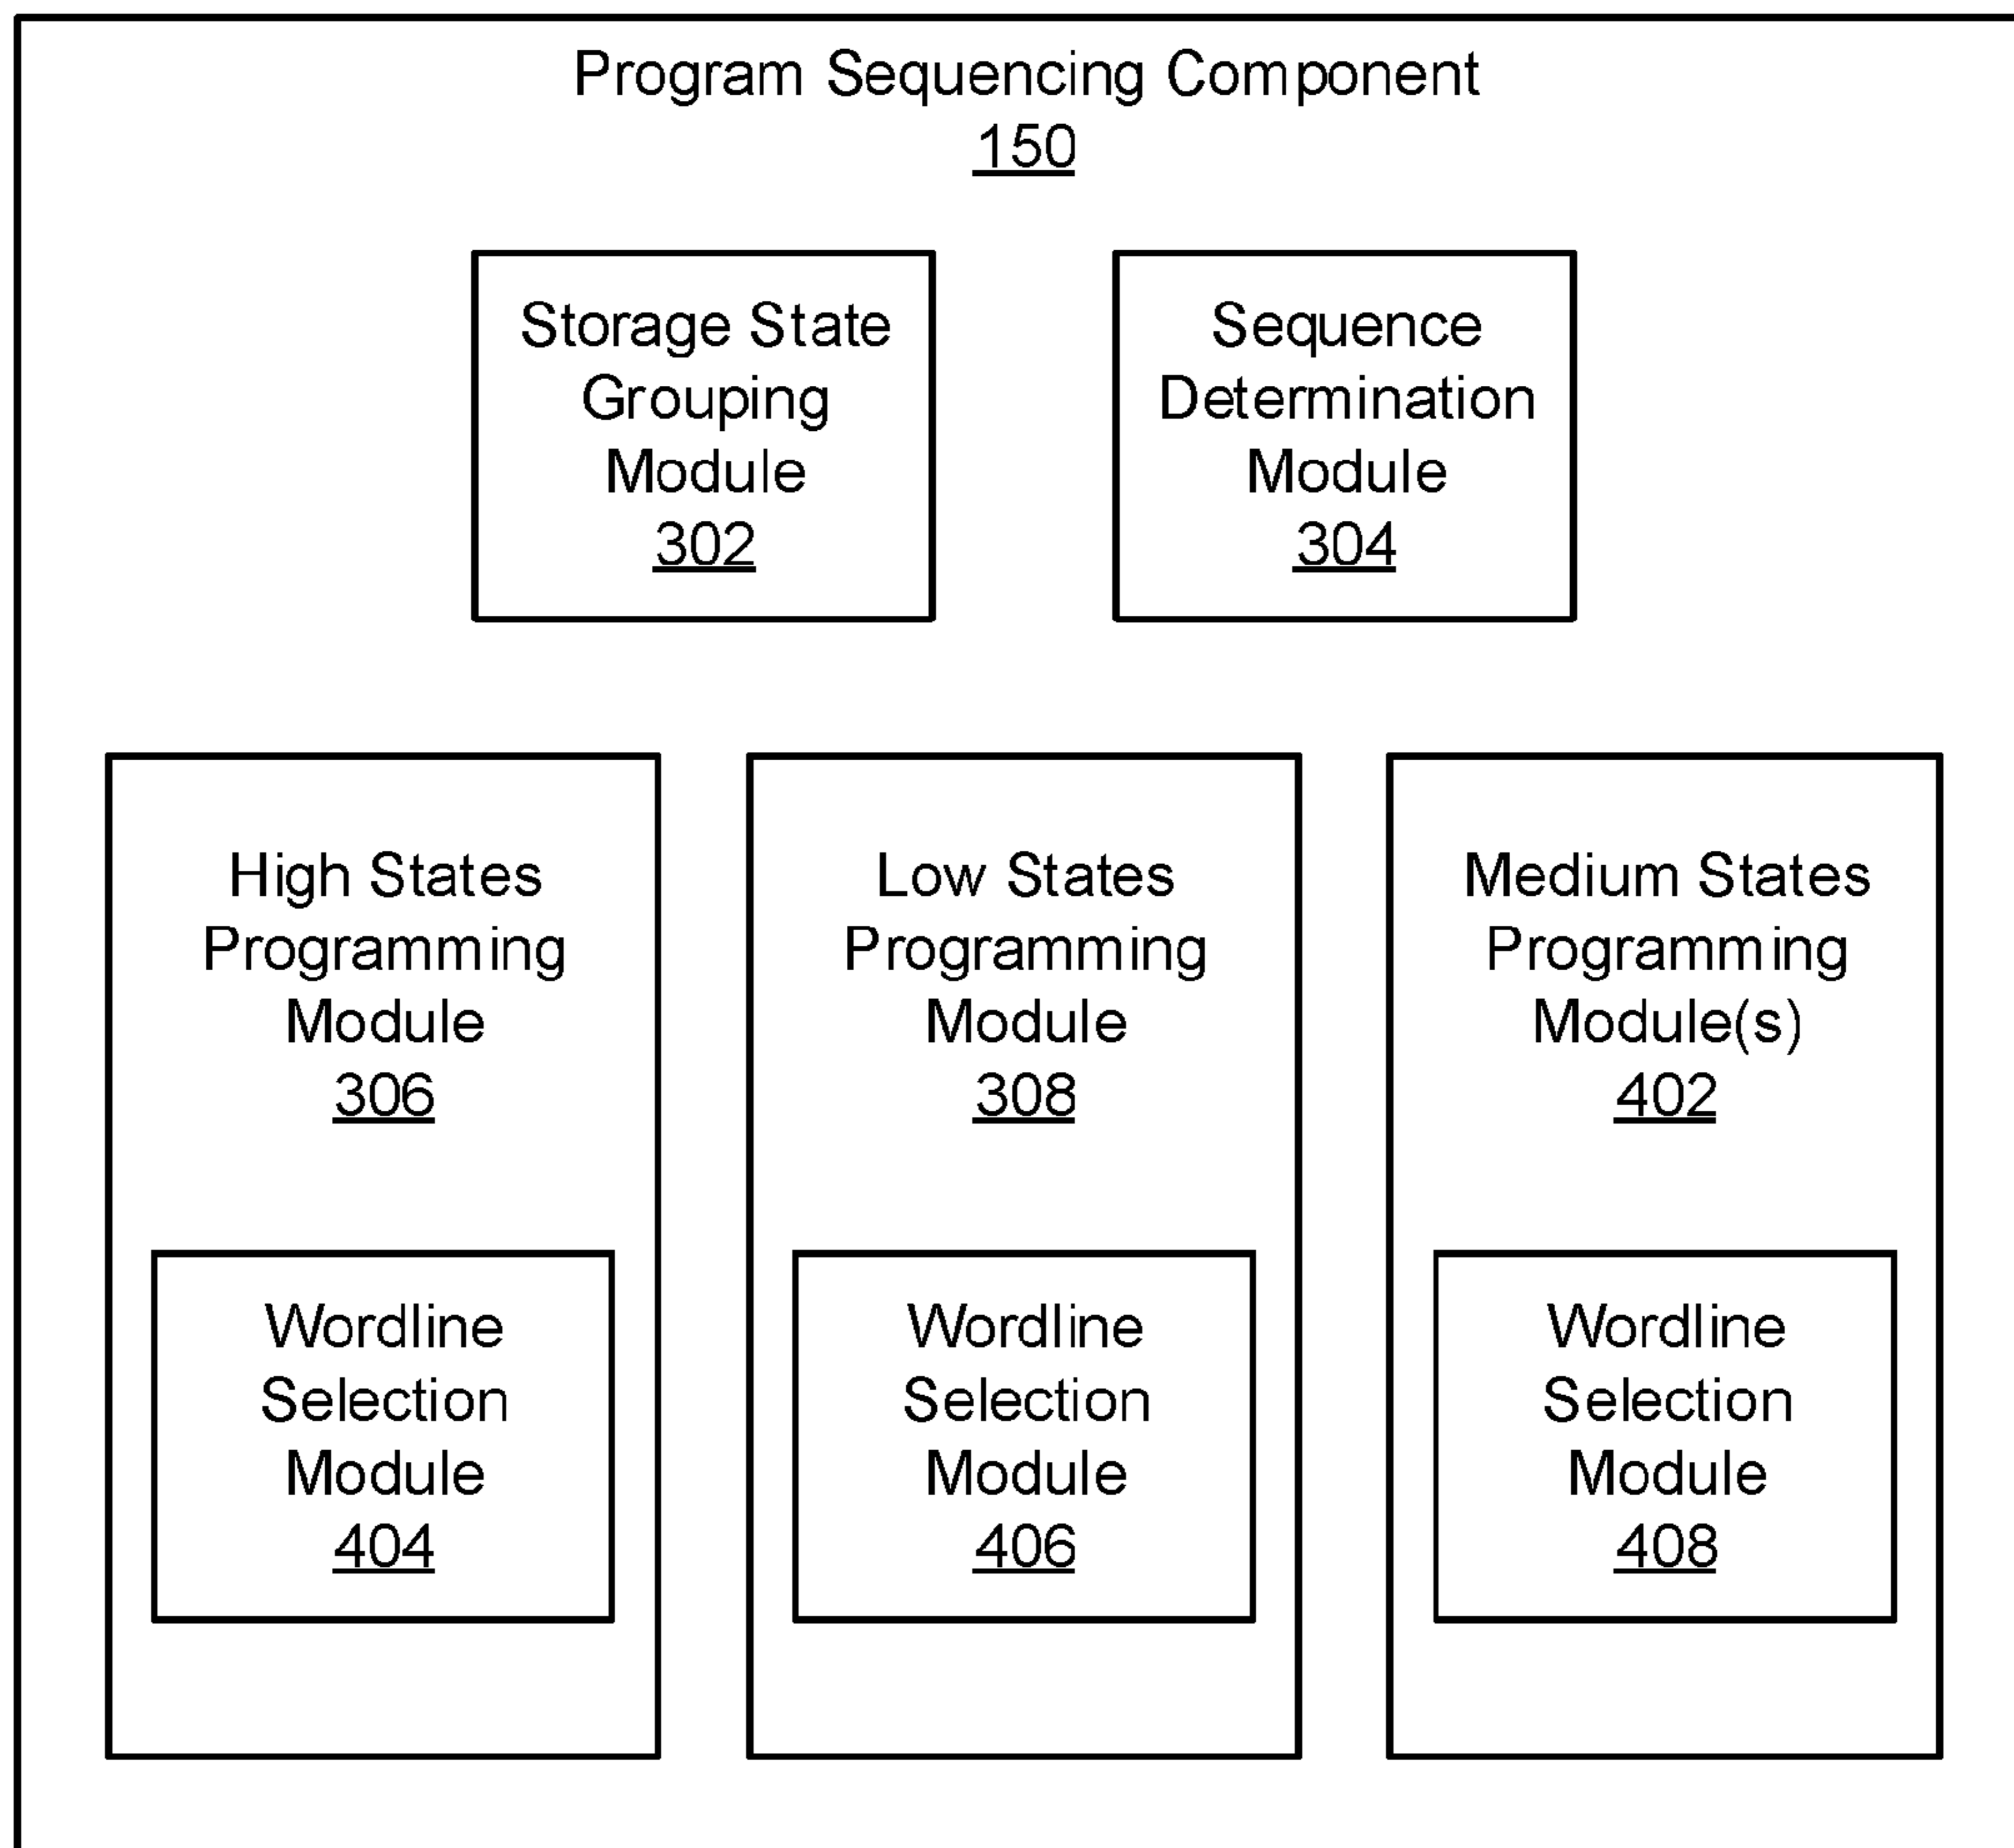 Program Sequencing Component
150
Storage State
Grouping
Module
302
Sequence
Determination
Module
304
High States
Programming
Module
306
Wordline
Selection
Module
404
Low States
Programming
Module
308
Wordline
Selection
Module
406
Medium States
Programming
Module(s)
402
Wordline
Selection
Module
408